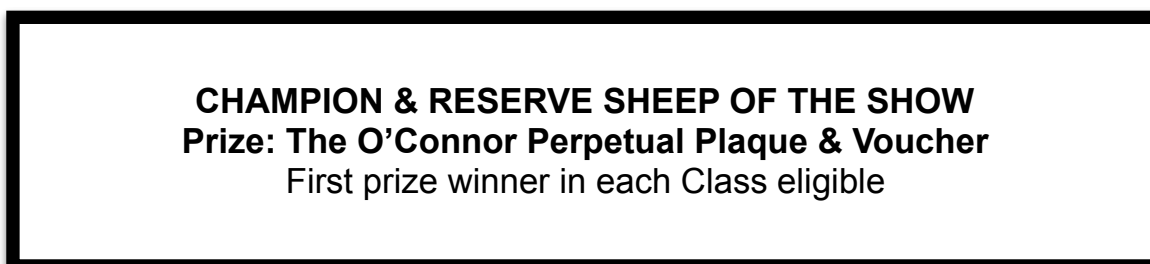 CHAMPION & RESERVE SHEEP OF THE SHOW
Prize: The O’Connor Perpetual Plaque & Voucher
First prize winner in each Class eligible